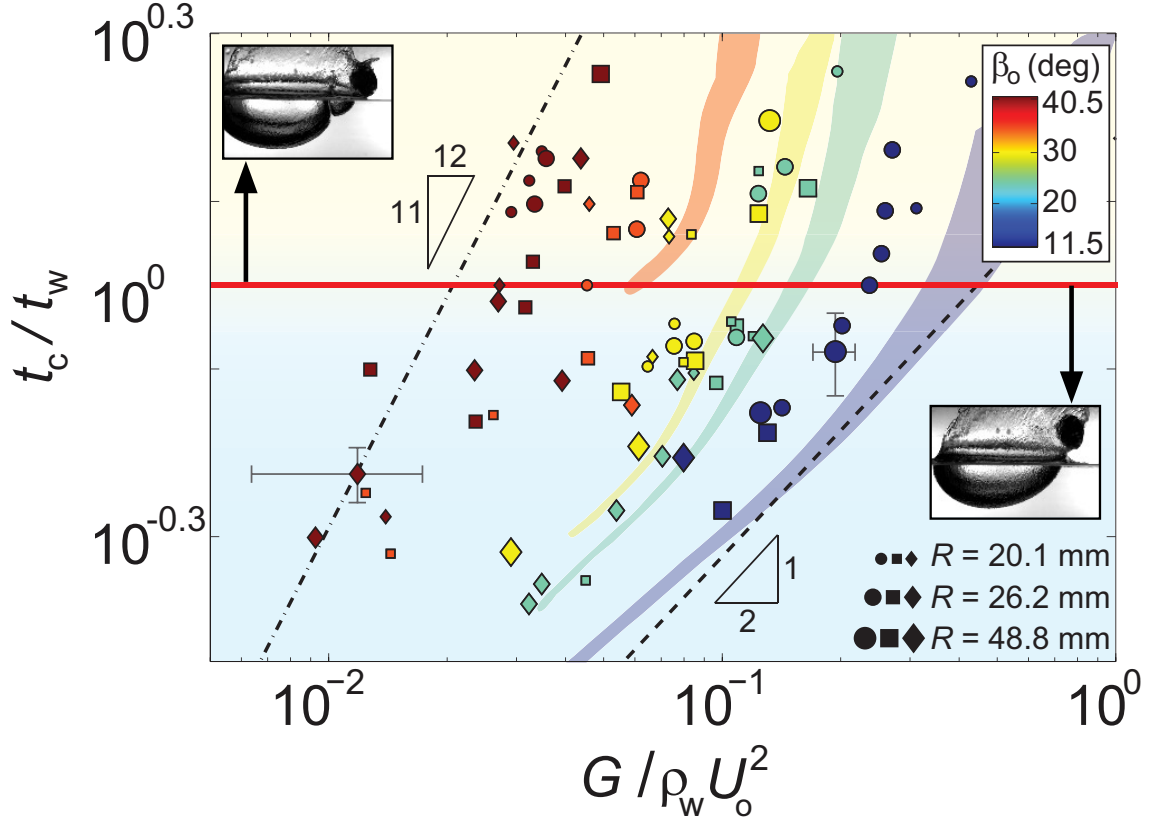 10^0.3
β_o (deg)
40.5
30
20
11.5
12
11
t_c / t_w
10^0
10^−0.3
1
2
R = 20.1 mm
R = 26.2 mm
R = 48.8 mm
10^−2
10^−1
10^0
G / ρ_w U_o^2